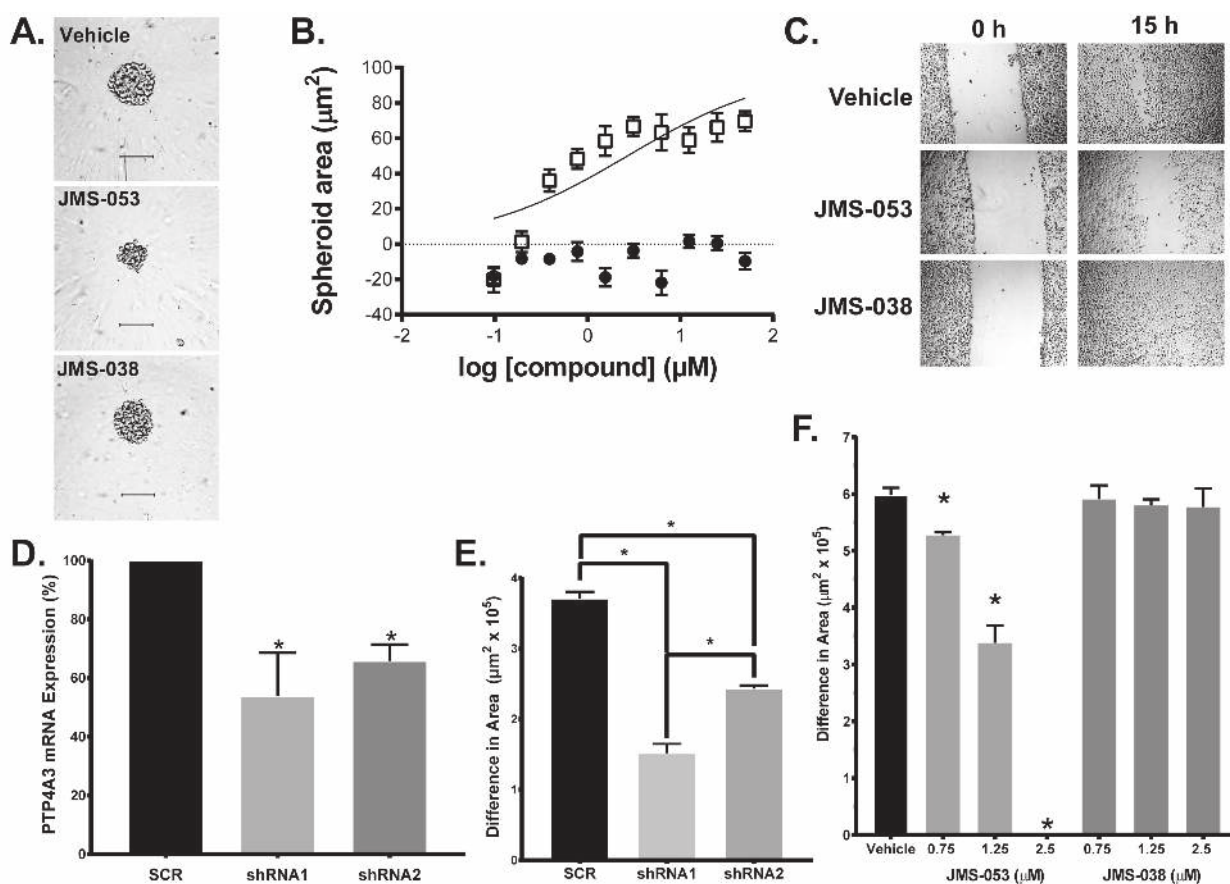 A.
Vehicle
JMS-053
JMS-038
B.
Spheroid area (µm²)
100
80
60
40
20
0
-20
-40
-2
-1
0
1
2
log [compound] (µM)
C.
0 h
15 h
Vehicle
JMS-053
JMS-038
D.
PTP4A3 mRNA Expression (%)
100
80
60
40
20
0
*
*
SCR
shRNA1
shRNA2
E.
Difference in Area (µm² x 10⁵)
4
3
2
1
0
*
*
*
SCR
shRNA1
shRNA2
F.
Difference in Area (µm² x 10⁵)
7
6
5
4
3
2
1
0
*
*
*
Vehicle
0.75
1.25
2.5
0.75
1.25
2.5
JMS-053 (µM)
JMS-038 (µM)